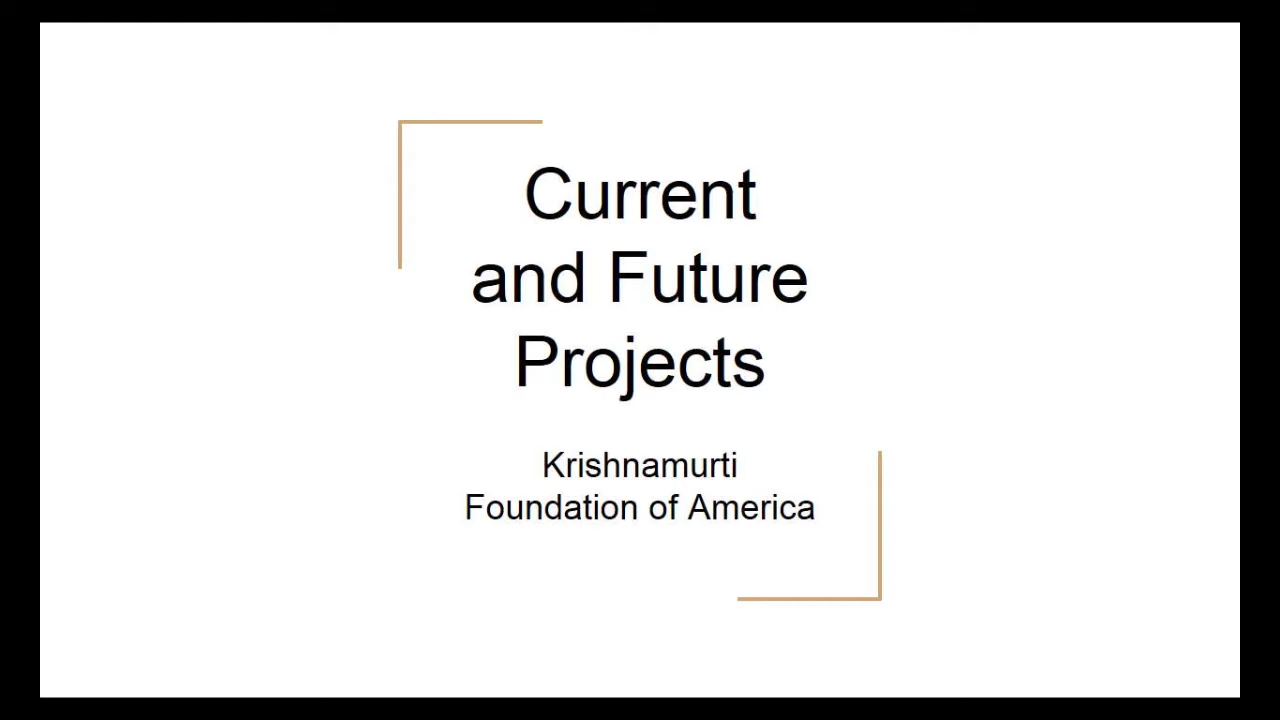 Current
and Future
Projects
Krishnamurti
Foundation of America